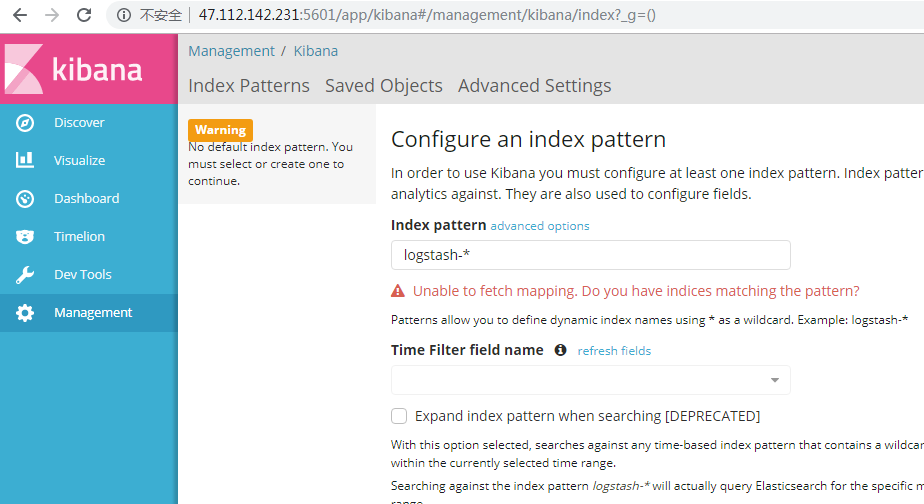 不安全 47.112.142.231:5601/app/kibana#/management/kibana/index?_g=()
kibana
Discover
Visualize
Dashboard
Timelion
Dev Tools
Management
Management / Kibana
Index Patterns Saved Objects Advanced Settings
Warning
No default index pattern. You
must select or create one to
continue.
Configure an index pattern
In order to use Kibana you must configure at least one index pattern. Index
analytics against. They are also used to configure fields.
Index pattern advanced options
logstash-*
Unable to fetch mapping. Do you have indices matching the pattern?
Patterns allow you to define dynamic index names using * as a wildcard. Example: logstash-*
Time Filter field name refresh fields
Expand index pattern when searching [DEPRECATED]
With this option selected, searches against any time-based index pattern that contains a
within the currently selected time range.
Searching against the index pattern logstash-* will actually query Elasticsearch for the specific